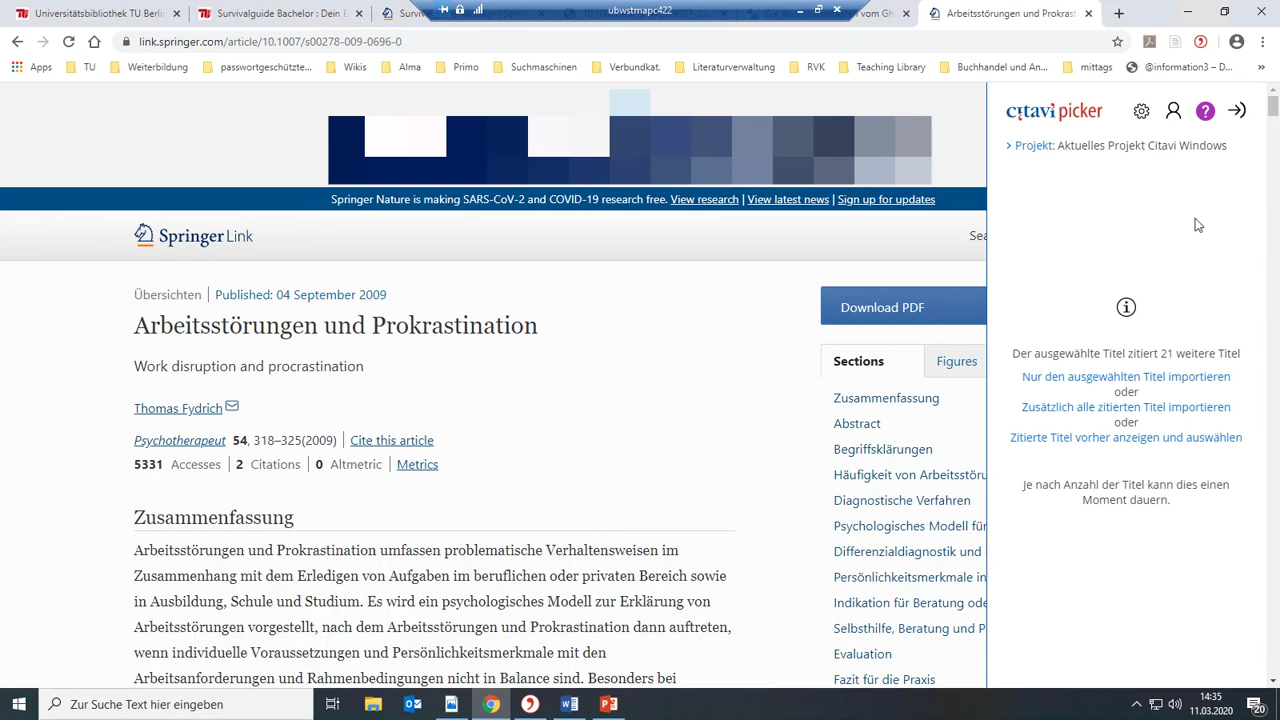 Universitätsbibliothek TU Berlin
Survivalguide Bachelor? Dein E
Surviv
ubwstmapc422
vom Gh
Arbeitsstörungen und Prokrast
link.springer.com/article/10.1007/s00278-009-0696-0
Apps TU Weiterbildung passwortgeschützte... Wikis Alma Primo Suchmaschinen Verbundkat. Literaturverwaltung RVK Teaching Library Buchhandel und An... mittags @information3 – D... »
citavi picker
Projekt: Aktuelles Projekt Citavi Windows
Springer Nature is making SARS-CoV-2 and COVID-19 research free. View research | View latest news | Sign up for updates
Springer Link
Sea
Übersichten | Published: 04 September 2009
Arbeitsstörungen und Prokrastination
Work disruption and procrastination
Thomas Fydrich
Psychotherapeut 54, 318–325(2009) | Cite this article
5331 Accesses | 2 Citations | 0 Altmetric | Metrics
Zusammenfassung
Arbeitsstörungen und Prokrastination umfassen problematische Verhaltensweisen im
Zusammenhang mit dem Erledigen von Aufgaben im beruflichen oder privaten Bereich sowie
in Ausbildung, Schule und Studium. Es wird ein psychologisches Modell zur Erklärung von
Arbeitsstörungen vorgestellt, nach dem Arbeitsstörungen und Prokrastination dann auftreten,
wenn individuelle Voraussetzungen und Persönlichkeitsmerkmale mit den
Arbeitsanforderungen und Rahmenbedingungen nicht in Balance sind. Besonders bei
Download PDF
Sections Figures
Zusammenfassung
Abstract
Begriffsklärungen
Häufigkeit von Arbeitsstöru
Diagnostische Verfahren
Psychologisches Modell für
Differenzialdiagnostik und
Persönlichkeitsmerkmale in
Indikation für Beratung ode
Selbsthilfe, Beratung und P
Evaluation
Fazit für die Praxis
Der ausgewählte Titel zitiert 21 weitere Titel
Nur den ausgewählten Titel importieren
oder
Zusätzlich alle zitierten Titel importieren
oder
Zitierte Titel vorher anzeigen und auswählen
Je nach Anzahl der Titel kann dies einen
Moment dauern.
Zur Suche Text hier eingeben
14:35
11.03.2020
20